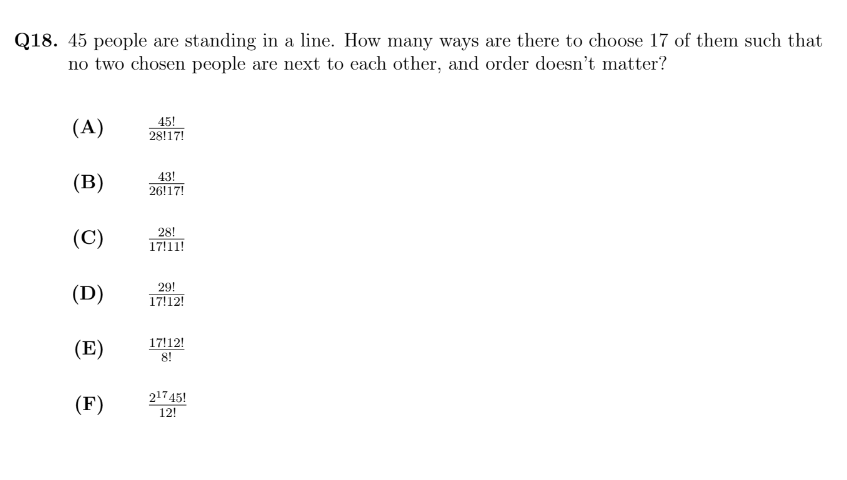 Q18. 45 people are standing in a line. How many ways are there to choose 17 of them such that
no two chosen people are next to each other, and order doesn't matter?
(A) $\frac{45!}{28!17!}$
(B) $\frac{43!}{26!17!}$
(C) $\frac{28!}{17!11!}$
(D) $\frac{29!}{17!12!}$
(E) $\frac{17!12!}{8!}$
(F) $\frac{2^{17}45!}{12!}$